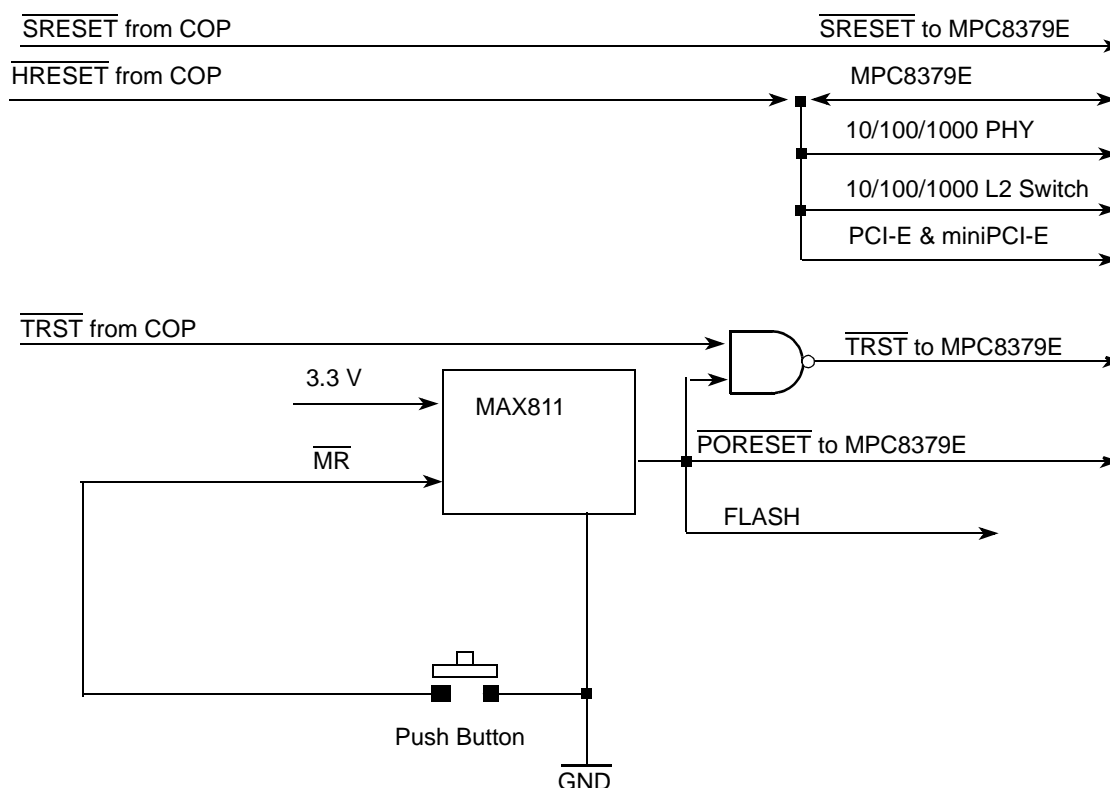 SRESET from COP
SRESET to MPC8379E
HRESET from COP
MPC8379E
10/100/1000 PHY
10/100/1000 L2 Switch
PCI-E & miniPCI-E
TRST from COP
TRST to MPC8379E
3.3 V
MAX811
MR
PORESET to MPC8379E
FLASH
Push Button
GND